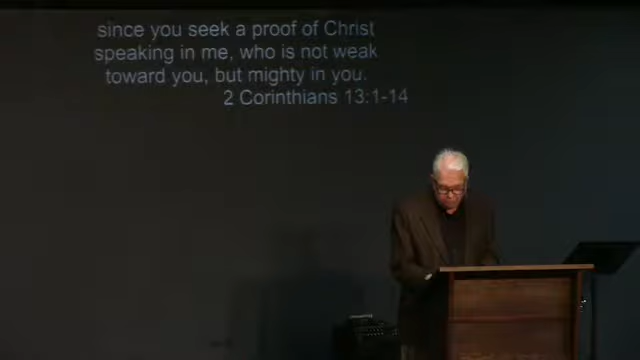 since you seek a proof of Christ
speaking in me, who is not weak
toward you, but mighty in you.
2 Corinthians 13:1-14